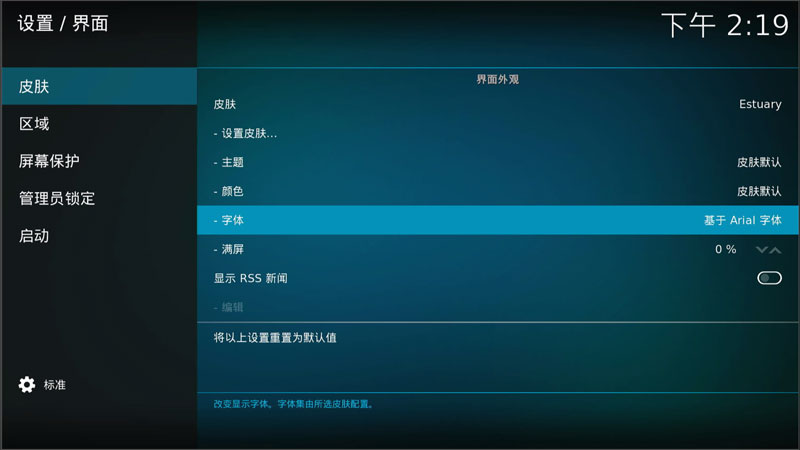 设置 / 界面
下午 2:19
皮肤
区域
屏幕保护
管理员锁定
启动
标准
界面外观
皮肤 Estuary
- 设置皮肤...
- 主题 皮肤默认
- 颜色 皮肤默认
- 字体 基于 Arial 字体
- 满屏 0 %
显示 RSS 新闻
- 编辑
将以上设置重置为默认值
改变显示字体。字体集由所选皮肤配置。